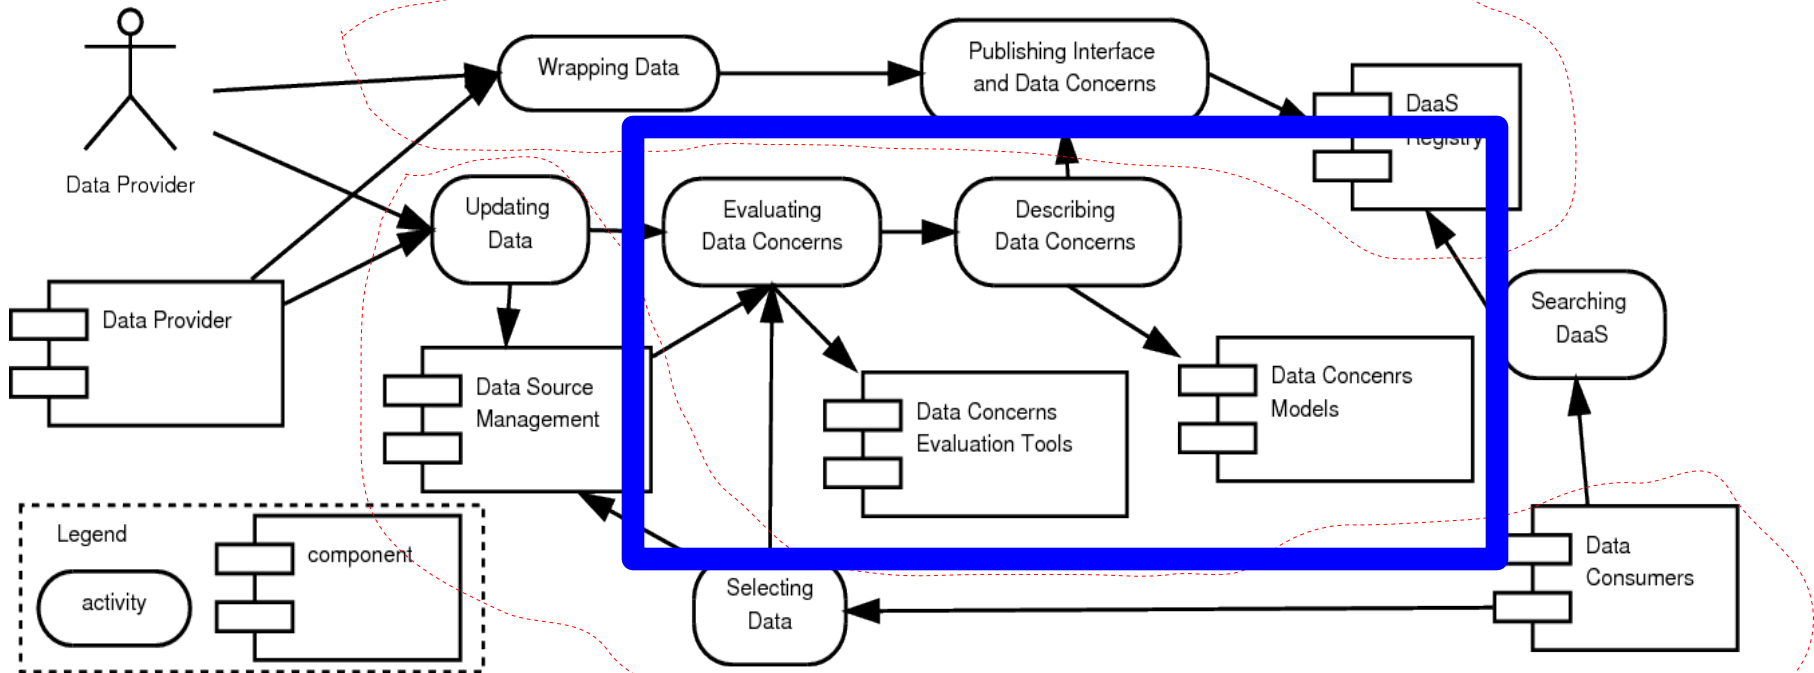 Wrapping Data
Publishing Interface
and Data Concerns
DaaS
Registry
Data Provider
Updating
Data
Evaluating
Data Concerns
Describing
Data Concerns
Searching
DaaS
Data Provider
Data Source
Management
Data Concerns
Evaluation Tools
Data Concenrs
Models
Legend
component
activity
Selecting
Data
Data
Consumers